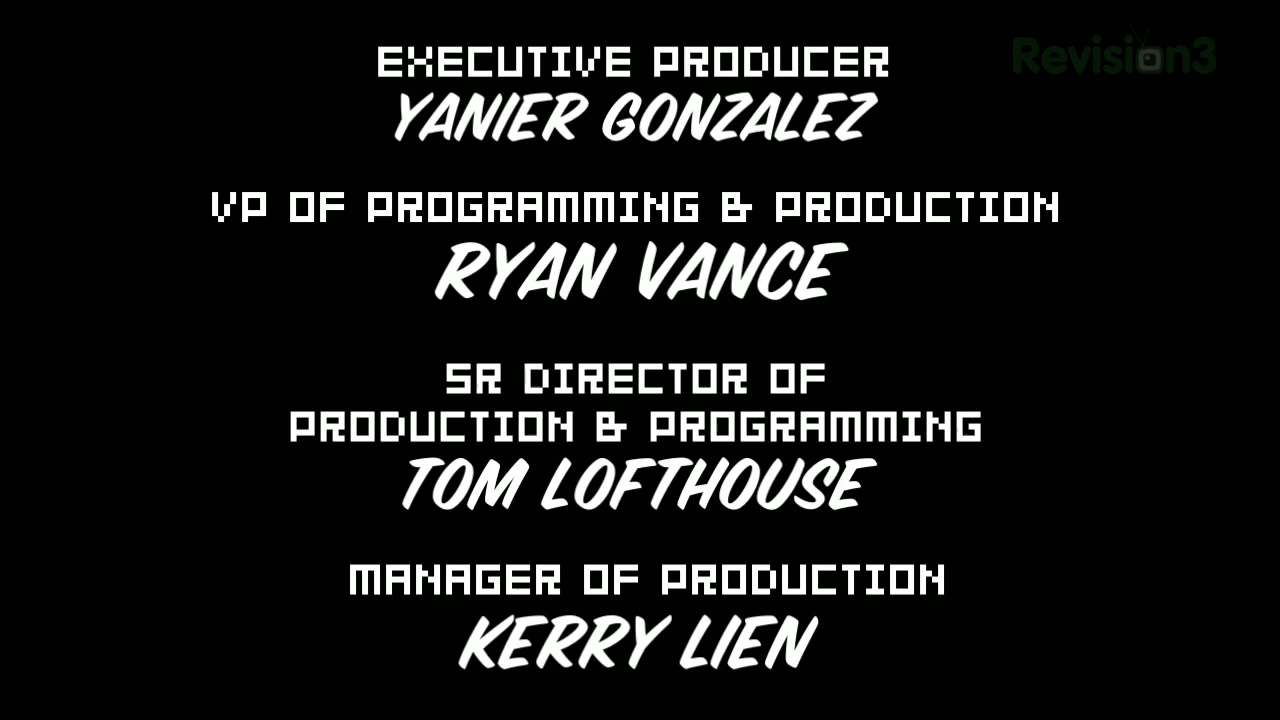 EXECUTIVE PRODUCER
Revision3
YANIER GONZALEZ
VP OF PROGRAMMING & PRODUCTION
RYAN VANCE
SR DIRECTOR OF
PRODUCTION & PROGRAMMING
TOM LOFTHOUSE
MANAGER OF PRODUCTION
KERRY LIEN